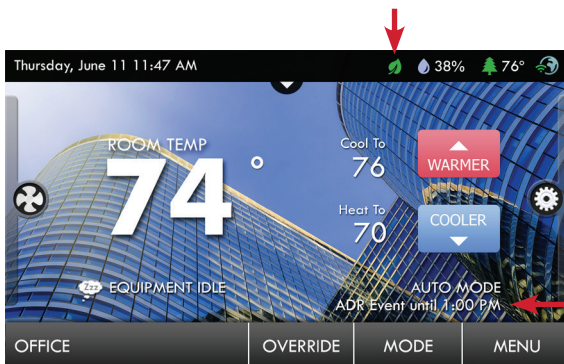 Thursday, June 11 11:47 AM
38%
76°
ROOM TEMP
74°
Cool To
76
WARMER
Heat To
70
COOLER
Zzz
EQUIPMENT IDLE
AUTO MODE
ADR Event until 1:00 PM
OFFICE
OVERRIDE
MODE
MENU